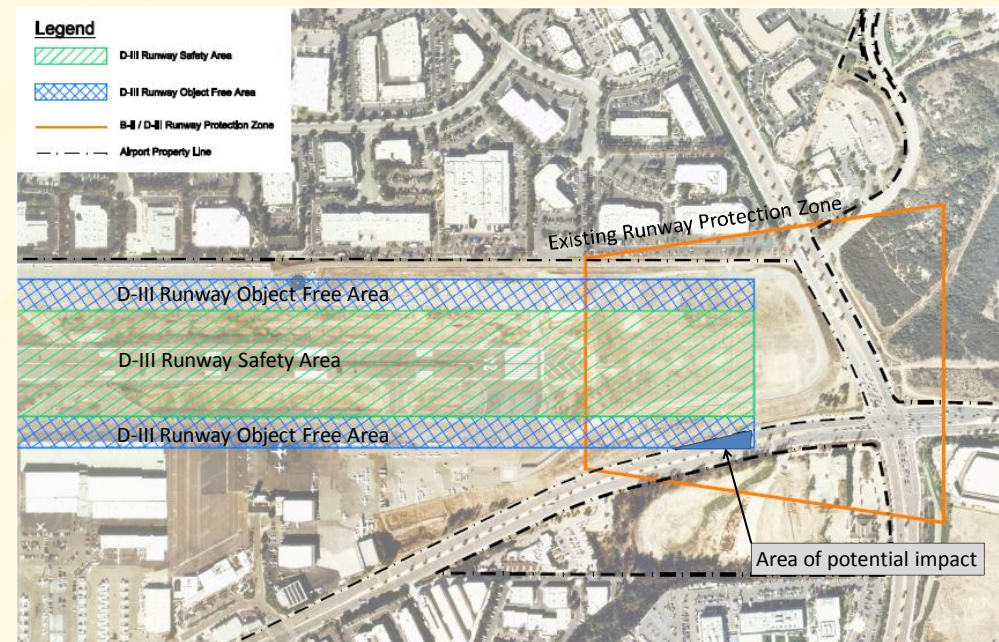 Legend
D-III Runway Safety Area
D-III Runway Object Free Area
B-II / D-III Runway Protection Zone
Airport Property Line
Existing Runway Protection Zone
D-III Runway Object Free Area
D-III Runway Safety Area
D-III Runway Object Free Area
Area of potential impact